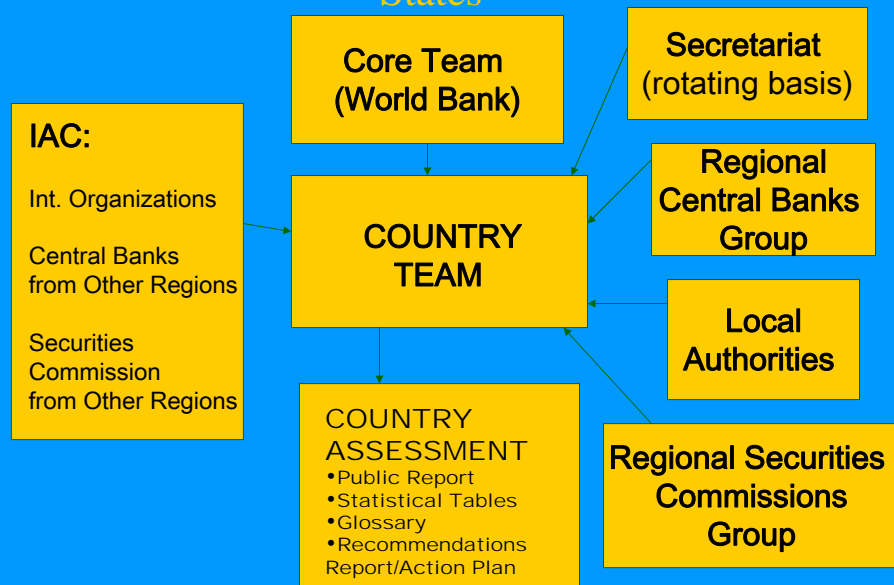 States
Core Team
(World Bank)
Secretariat
(rotating basis)
IAC:
Int. Organizations
Central Banks
from Other Regions
Securities
Commission
from Other Regions
COUNTRY
TEAM
Regional
Central Banks
Group
Local
Authorities
Regional Securities
Commissions
Group
COUNTRY
ASSESSMENT
•Public Report
•Statistical Tables
•Glossary
•Recommendations
Report/Action Plan